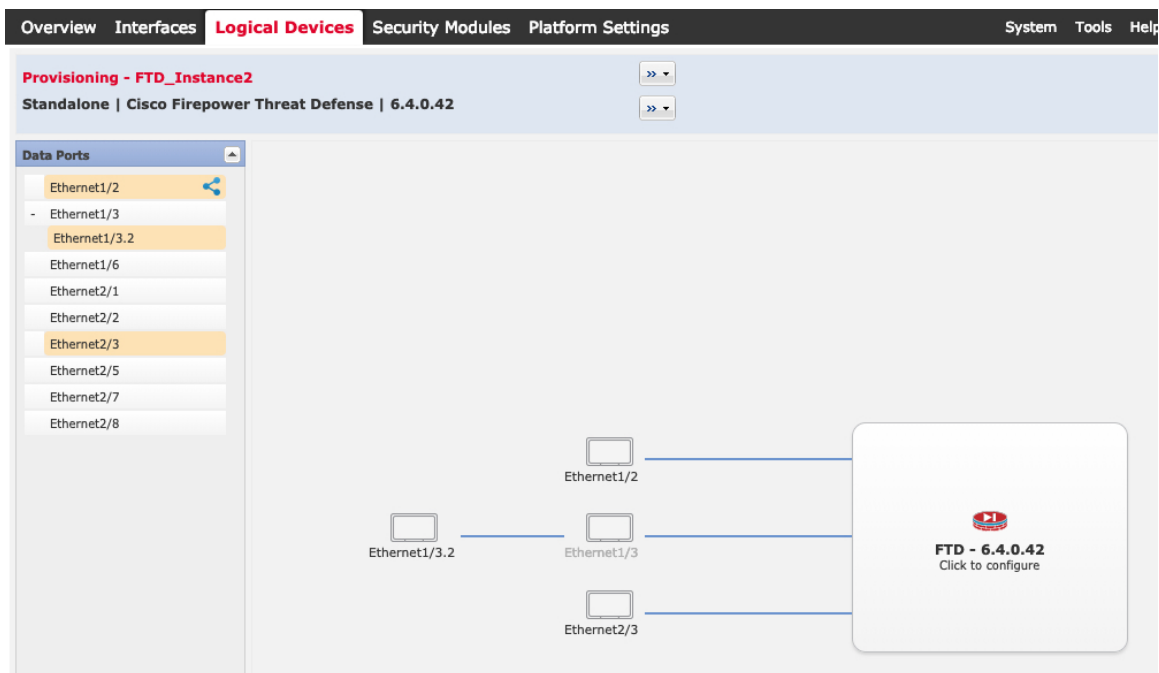 Overview Interfaces Logical Devices Security Modules Platform Settings System Tools Help
Provisioning - FTD_Instance2
Standalone | Cisco Firepower Threat Defense | 6.4.0.42
Data Ports
Ethernet1/2
- Ethernet1/3
Ethernet1/3.2
Ethernet1/6
Ethernet2/1
Ethernet2/2
Ethernet2/3
Ethernet2/5
Ethernet2/7
Ethernet2/8
Ethernet1/2
Ethernet1/3.2
Ethernet1/3
Ethernet2/3
FTD - 6.4.0.42
Click to configure